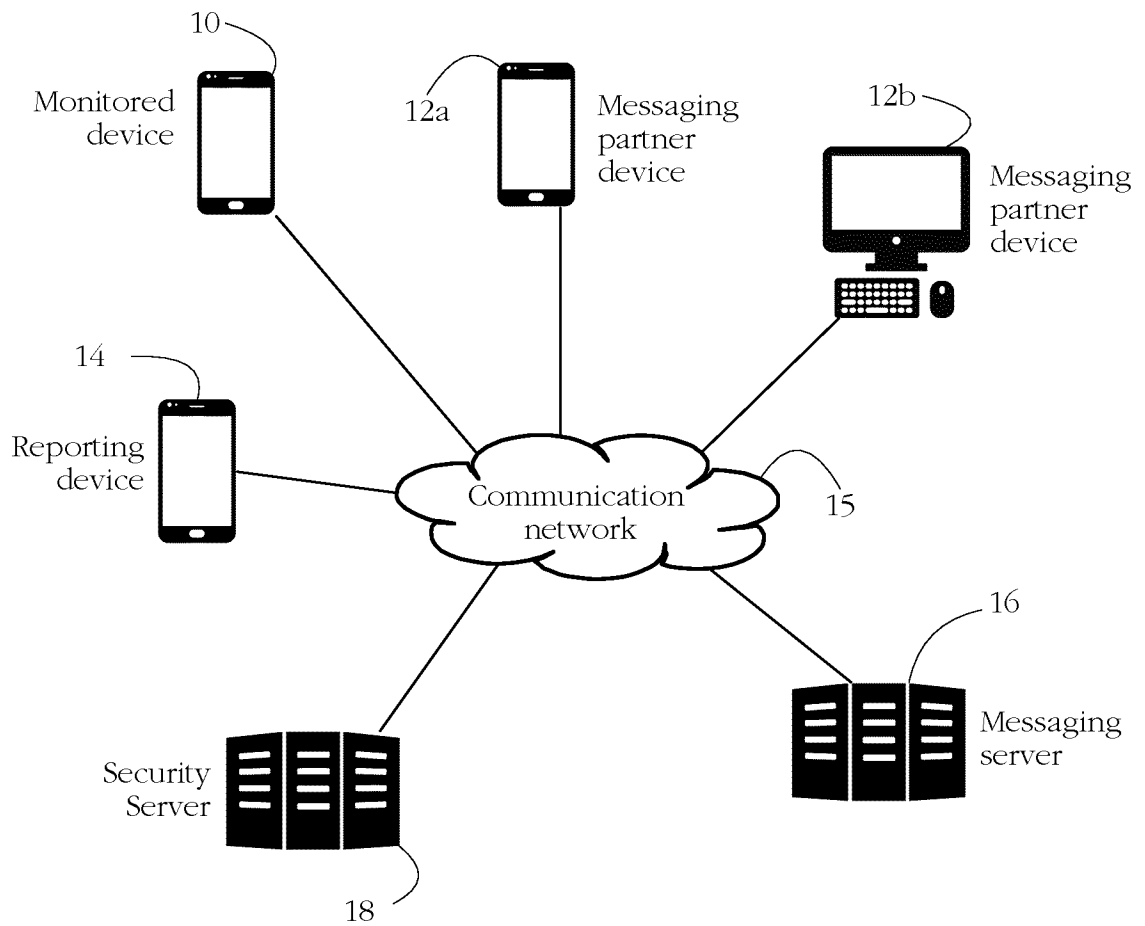 10
Monitored
device
12a
Messaging
partner
device
12b
Messaging
partner
device
14
Reporting
device
Communication
network
15
16
Messaging
server
Security
Server
18